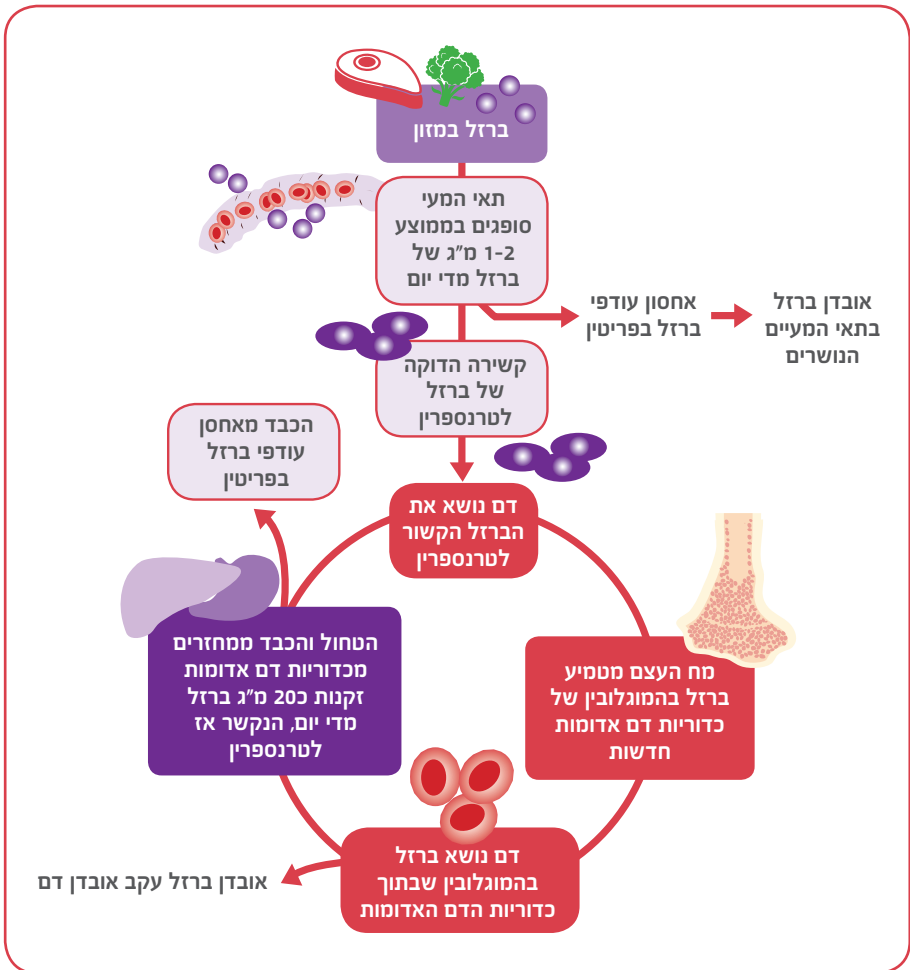 ברזל במזון
תאי המעי
סופגים בממוצע
1-2 מ"ג של
ברזל מדי יום
אחסון עודפי
ברזל בפריטין
אובדן ברזל
בתאי המעיים
הנושרים
קשירה הדוקה
של ברזל
לטרנספרין
הכבד מאחסן
עודפי ברזל
בפריטין
דם נושא את
הברזל הקשור
לטרנספרין
מח העצם מטמיע
ברזל בהמוגלובין של
כדוריות דם אדומות
חדשות
הטחול והכבד ממחזרים
מכדוריות דם אדומות
זקנות כ20 מ"ג ברזל
מדי יום, הנקשר אז
לטרנספרין
דם נושא ברזל
בהמוגלובין שבתוך
כדוריות הדם האדומות
אובדן ברזל עקב אובדן דם